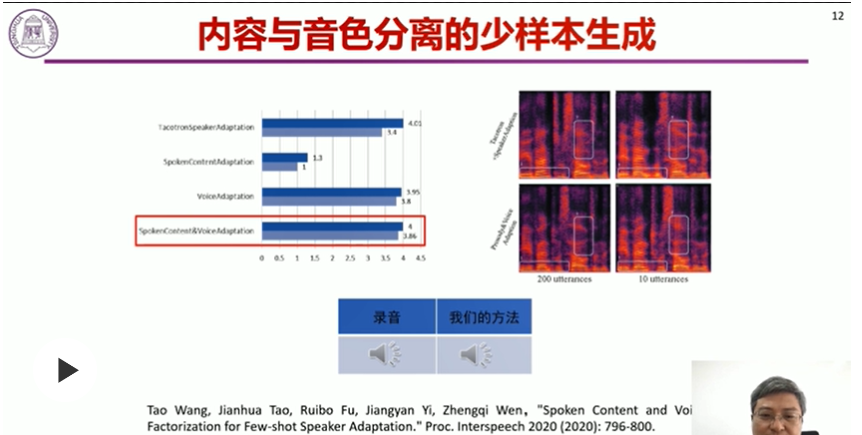 12
内容与音色分离的少样本生成
TacotronSpeakerAdaptation
4.01
3.4
SpokenContentAdaptation
1.3
1
VoiceAdaptation
3.95
3.8
SpokenContent&VoiceAdaptation
4
3.86
0 0.5 1 1.5 2 2.5 3 3.5 4 4.5
Tacotron
+SpeakerAdaption
Prosody&Voice
Adaption
200 utterances 10 utterances
录音 我们的方法
Tao Wang, Jianhua Tao, Ruibo Fu, Jiangyan Yi, Zhengqi Wen, "Spoken Content and Voi
Factorization for Few-shot Speaker Adaptation." Proc. Interspeech 2020 (2020): 796-800.